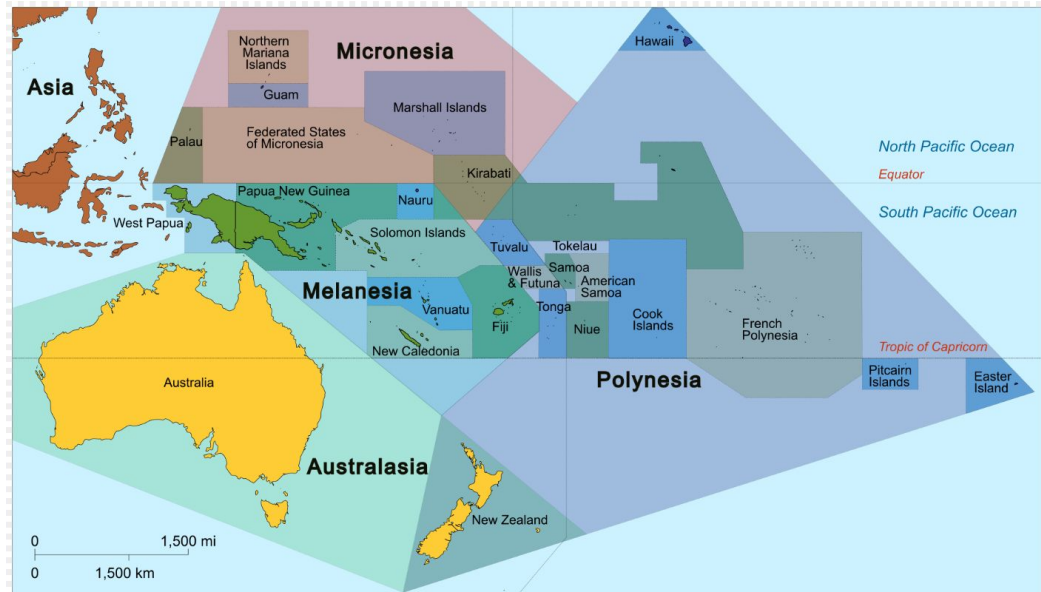 Northern
Mariana
Islands
Micronesia
Hawaii
Asia
Guam
Marshall Islands
Palau
Federated States
of Micronesia
North Pacific Ocean
Kirabati
Equator
Papua New Guinea
Nauru
West Papua
Solomon Islands
South Pacific Ocean
Tuvalu
Tokelau
Wallis
& Futuna
Samoa
American
Samoa
Melanesia
Vanuatu
Fiji
Tonga
Niue
Cook
Islands
French
Polynesia
New Caledonia
Tropic of Capricorn
Australia
Polynesia
Pitcairn
Islands
Easter
Island
Australasia
New Zealand
0 1,500 mi
0 1,500 km